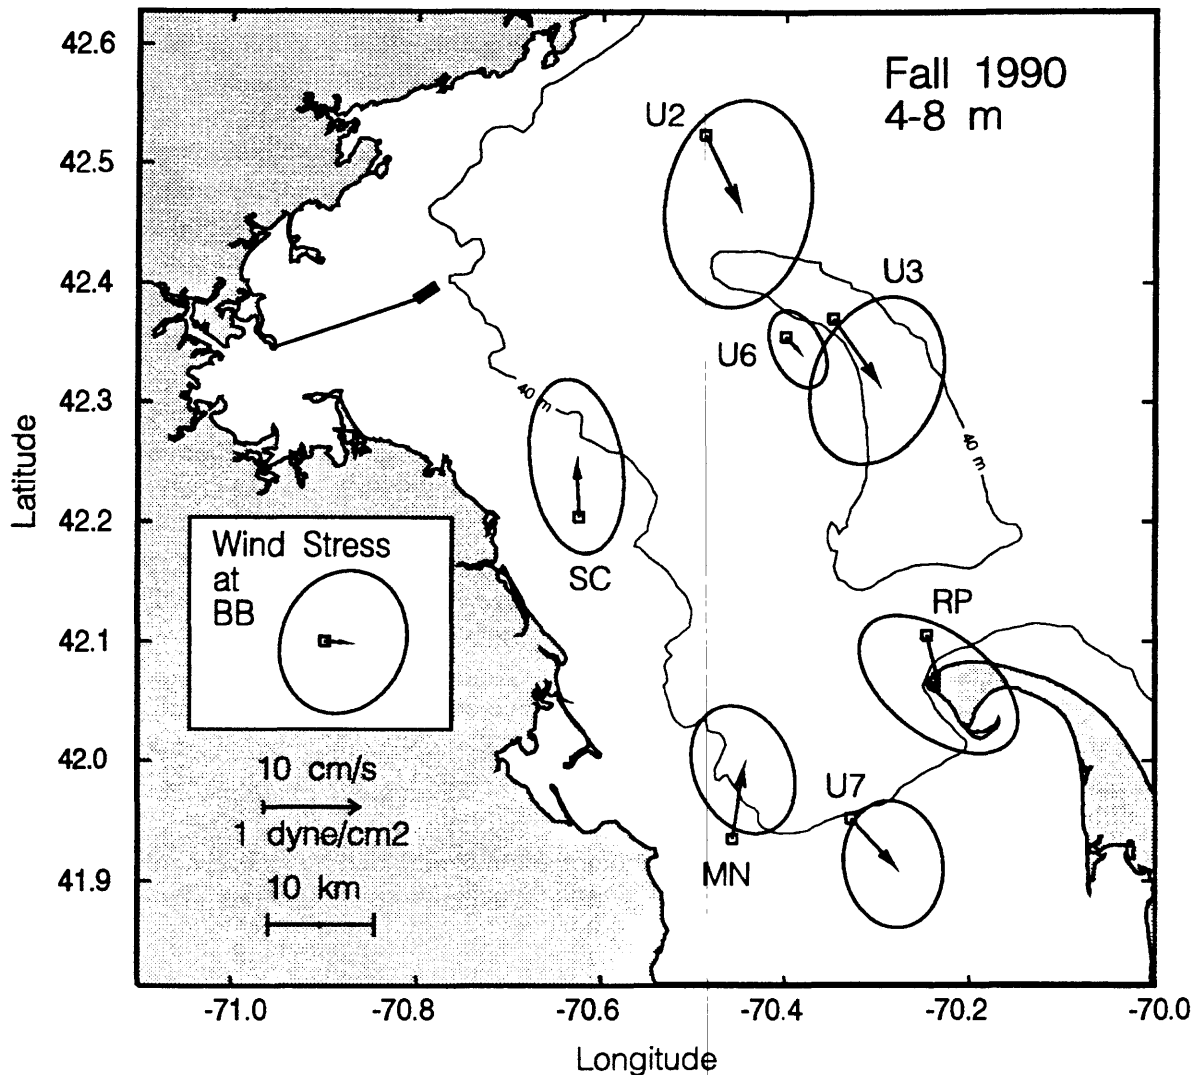 Fall 1990
4-8 m
U2
U3
U6
40 m
40 m
SC
RP
MN
U7
Wind Stress
at
BB
10 cm/s
1 dyne/cm2
10 km
42.6
42.5
42.4
42.3
42.2
42.1
42.0
41.9
Latitude
-71.0
-70.8
-70.6
-70.4
-70.2
-70.0
Longitude